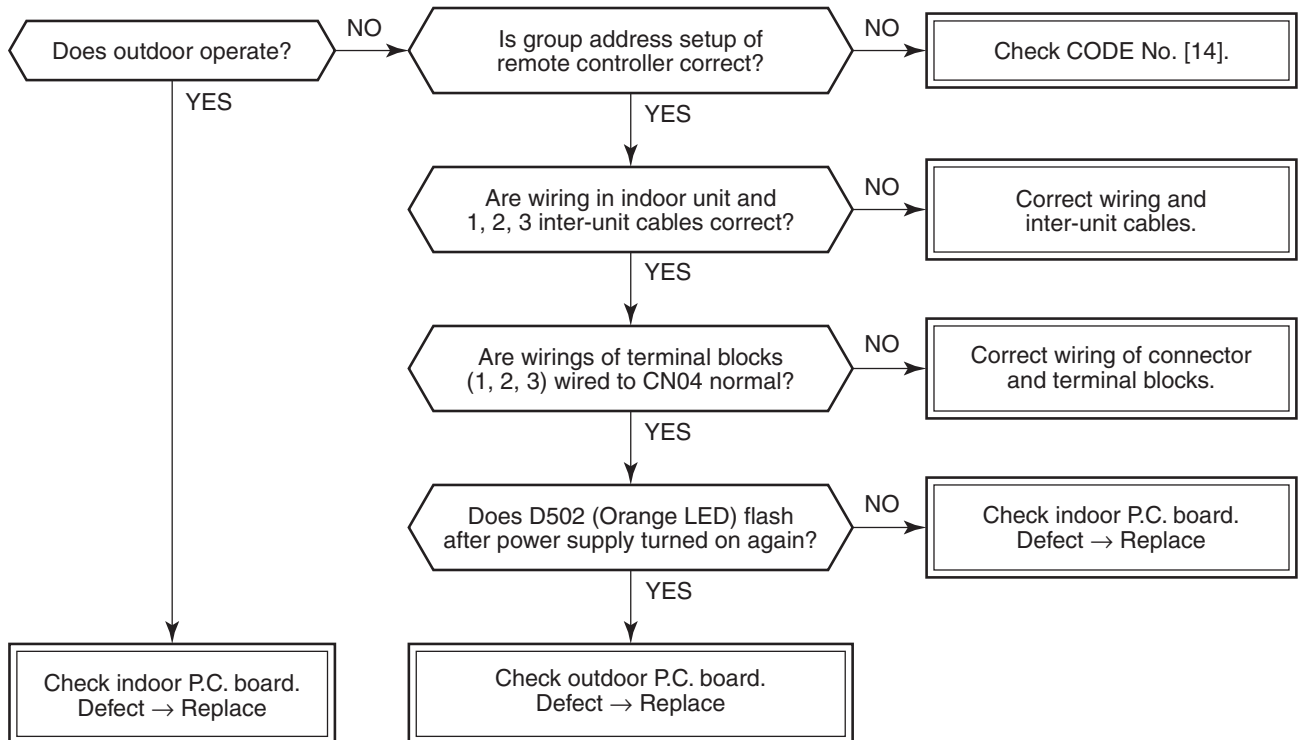 Does outdoor operate?
NO
Is group address setup of
remote controller correct?
NO
Check CODE No. [14].
YES
YES
Are wiring in indoor unit and
1, 2, 3 inter-unit cables correct?
NO
Correct wiring and
inter-unit cables.
YES
Are wirings of terminal blocks
(1, 2, 3) wired to CN04 normal?
NO
Correct wiring of connector
and terminal blocks.
YES
Does D502 (Orange LED) flash
after power supply turned on again?
NO
Check indoor P.C. board.
Defect → Replace
YES
Check indoor P.C. board.
Defect → Replace
Check outdoor P.C. board.
Defect → Replace